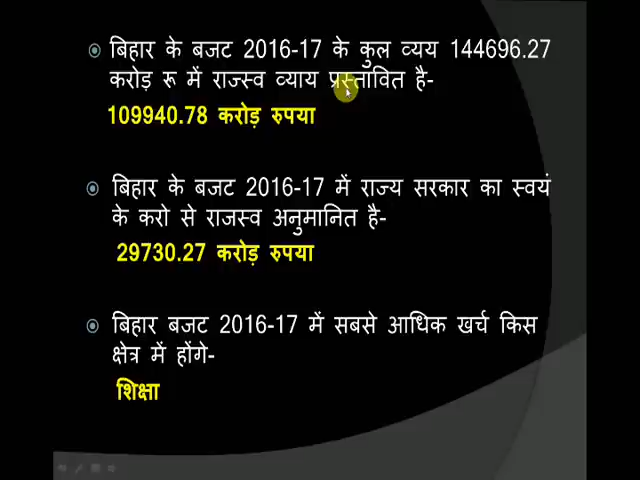 बिहार के बजट 2016-17 के कुल व्यय 144696.27
करोड़ रू में राज्स्व व्याय प्रस्तावित है-
109940.78 करोड़ रुपया
बिहार के बजट 2016-17 में राज्य सरकार का स्वयं
के करो से राजस्व अनुमानित है-
29730.27 करोड़ रुपया
बिहार बजट 2016-17 में सबसे आधिक खर्च किस
क्षेत्र में होंगे-
शिक्षा